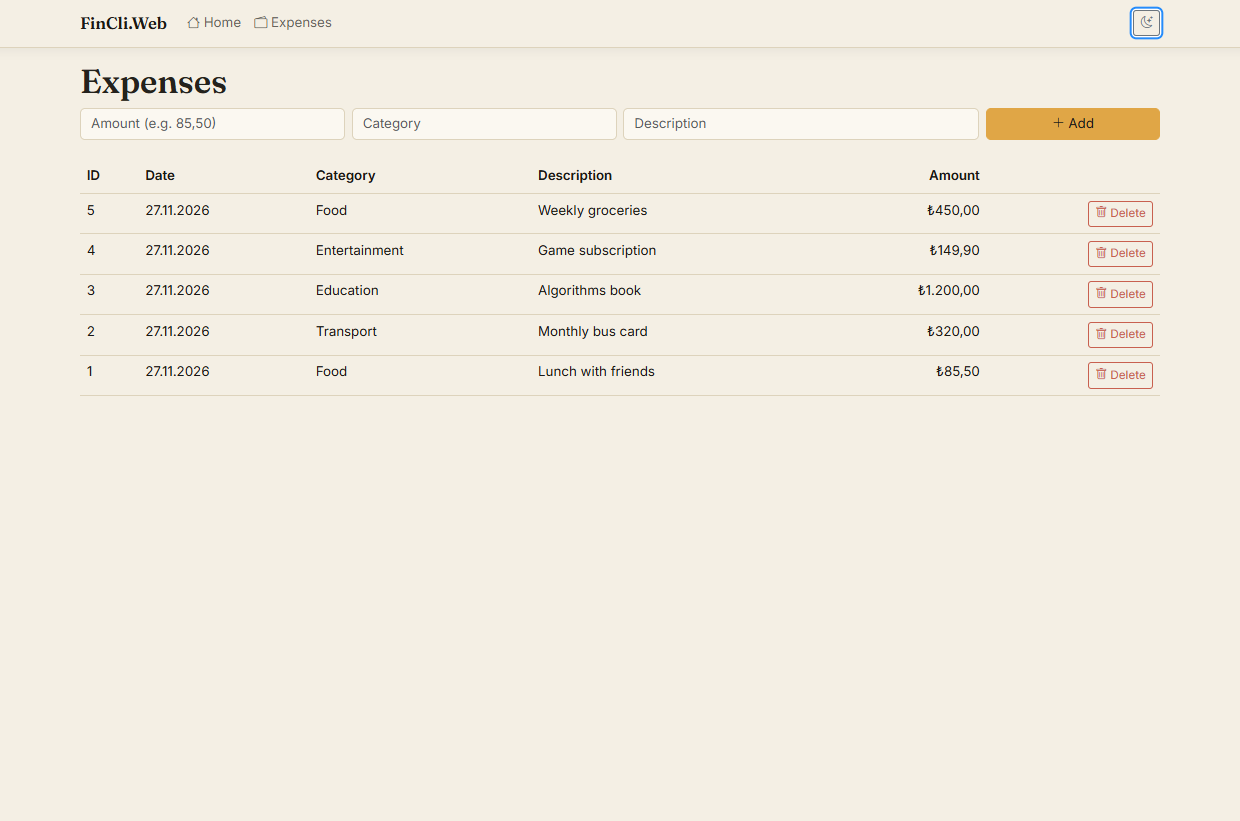 FinCli.Web Home Expenses
Expenses
Amount (e.g. 85,50) Category Description + Add
ID Date Category Description Amount
5 27.11.2026 Food Weekly groceries ₺450,00 Delete
4 27.11.2026 Entertainment Game subscription ₺149,90 Delete
3 27.11.2026 Education Algorithms book ₺1.200,00 Delete
2 27.11.2026 Transport Monthly bus card ₺320,00 Delete
1 27.11.2026 Food Lunch with friends ₺85,50 Delete